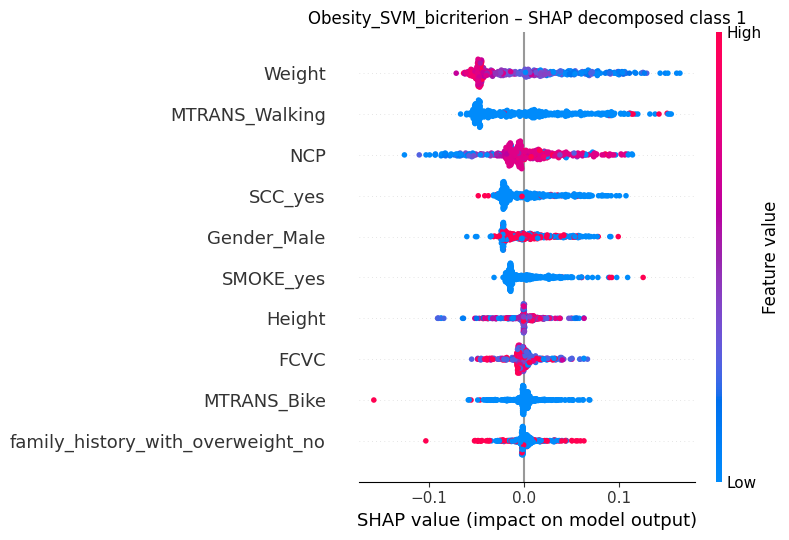 Obesity_SVM_bicriterion – SHAP decomposed class 1
High
Weight
MTRANS_Walking
NCP
SCC_yes
Gender_Male
SMOKE_yes
Height
FCVC
MTRANS_Bike
family_history_with_overweight_no
Feature value
Low
−0.1 0.0 0.1
SHAP value (impact on model output)